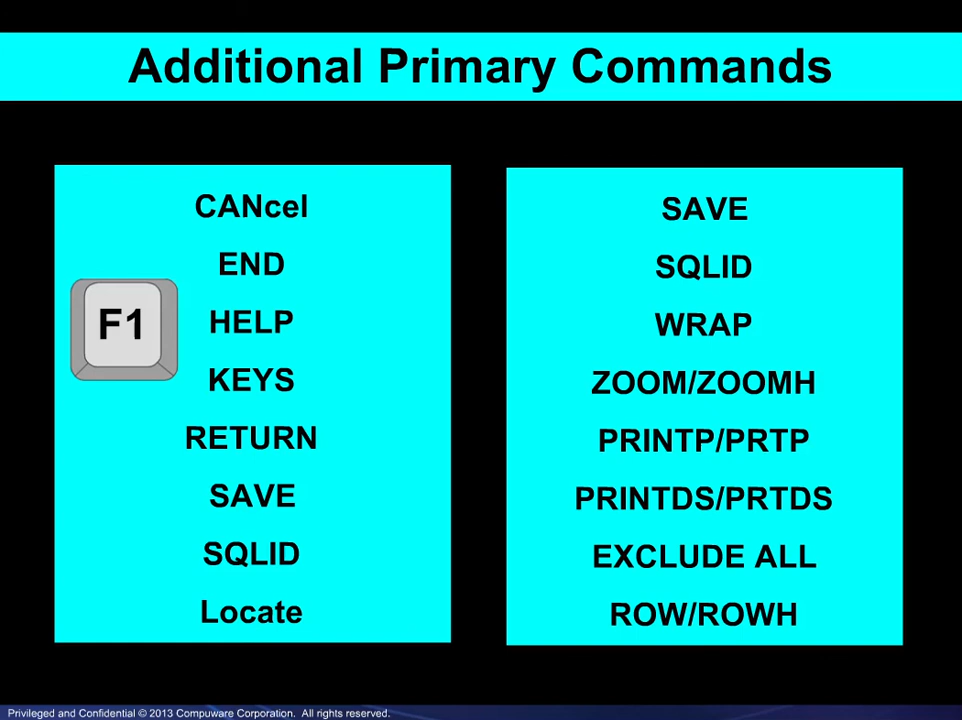 Additional Primary Commands
CANcel
END
F1
HELP
KEYS
RETURN
SAVE
SQLID
Locate
SAVE
SQLID
WRAP
ZOOM/ZOOMH
PRINTP/PRTP
PRINTDS/PRTDS
EXCLUDE ALL
ROW/ROWH
Privileged and Confidential © 2013 Compuware Corporation. All rights reserved.